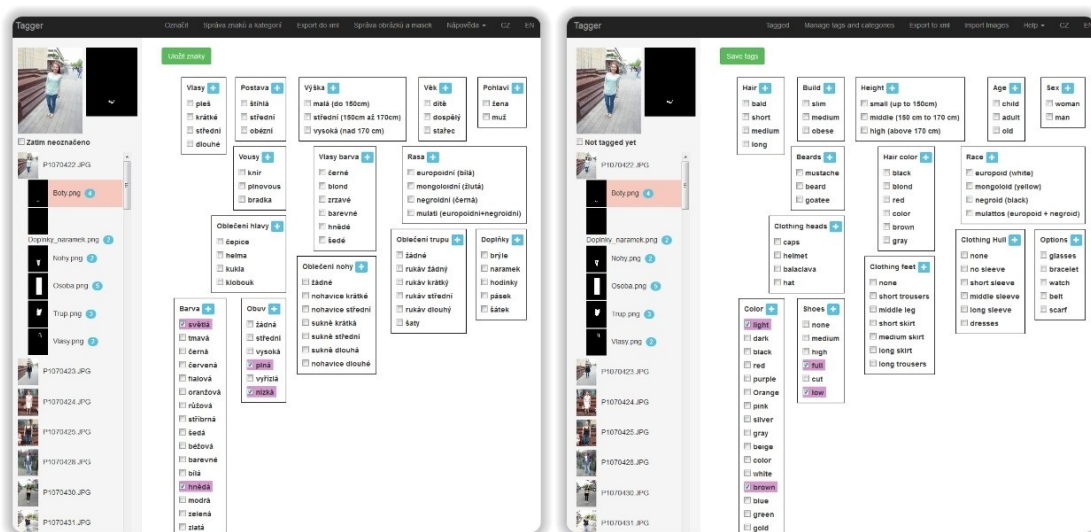 Tagger Označit Správa znaků a kategorií Export do xml Správa obrázků a masek Nápověda CZ EN
Uložit znaky
Zatím neoznačeno
P1070422.JPG
Boty.png 4
Doplnky_naramek.png 2
Nohy.png 7
Osoba.png 5
Trup.png 3
Vlasy.png 2
P1070423.JPG
P1070424.JPG
P1070425.JPG
P1070428.JPG
P1070430.JPG
P1070431.JPG
Vlasy
pleš
krátké
střední
dlouhé
Postava
štíhlá
střední
obézní
Výška
malá (do 150cm)
střední (150cm až 170cm)
vysoká (nad 170 cm)
Věk
dítě
dospělý
stařec
Pohlaví
žena
muž
Vousy
knír
plnovous
bradka
Vlasy barva
černé
blond
zrzavé
barevné
hnědé
šedé
Rasa
europoidní (bílá)
mongoloidní (žlutá)
negroidní (černá)
mulati (europoidní+negroidní)
Oblečení hlavy
čepice
helma
kukla
klobouk
Oblečení nohy
žádné
nohavice krátké
nohavice střední
sukně krátká
sukně střední
sukně dlouhá
nohavice dlouhé
Oblečení trupu
žádné
rukáv žádný
rukáv krátký
rukáv střední
rukáv dlouhý
šaty
Doplňky
brýle
naramek
hodinky
pásek
šátek
Barva
světlá
tmavá
černá
červená
fialová
oranžová
růžová
stříbrná
šedá
béžová
barevné
bílá
hnědá
modrá
zelená
zlatá
Obuv
žádná
střední
vysoká
plná
vyřízlá
nízká
Tagger Tagged Manage tags and categories Export to xml Import Images Help CZ EN
Save tags
Not tagged yet
P1070422.JPG
Boty.png 4
Doplnky_naramek.png 2
Nohy.png 2
Osoba.png 5
Trup.png 3
Vlasy.png 2
P1070423.JPG
P1070424.JPG
P1070425.JPG
P1070428.JPG
P1070430.JPG
P1070431.JPG
Hair
bald
short
medium
long
Build
slim
medium
obese
Height
small (up to 150cm)
middle (150 cm to 170 cm)
high (above 170 cm)
Age
child
adult
old
Sex
woman
man
Beards
mustache
beard
goatee
Hair color
black
blond
red
color
brown
gray
Race
europoid (white)
mongoloid (yellow)
negroid (black)
mulattos (europoid + negroid)
Clothing heads
caps
helmet
balaclava
hat
Clothing feet
none
short trousers
middle leg
short skirt
medium skirt
long skirt
long trousers
Clothing Hull
none
no sleeve
short sleeve
middle sleeve
long sleeve
dresses
Options
glasses
bracelet
watch
belt
scarf
Color
light
dark
black
red
purple
Orange
pink
silver
gray
beige
color
white
brown
blue
green
gold
Shoes
none
medium
high
full
cut
low